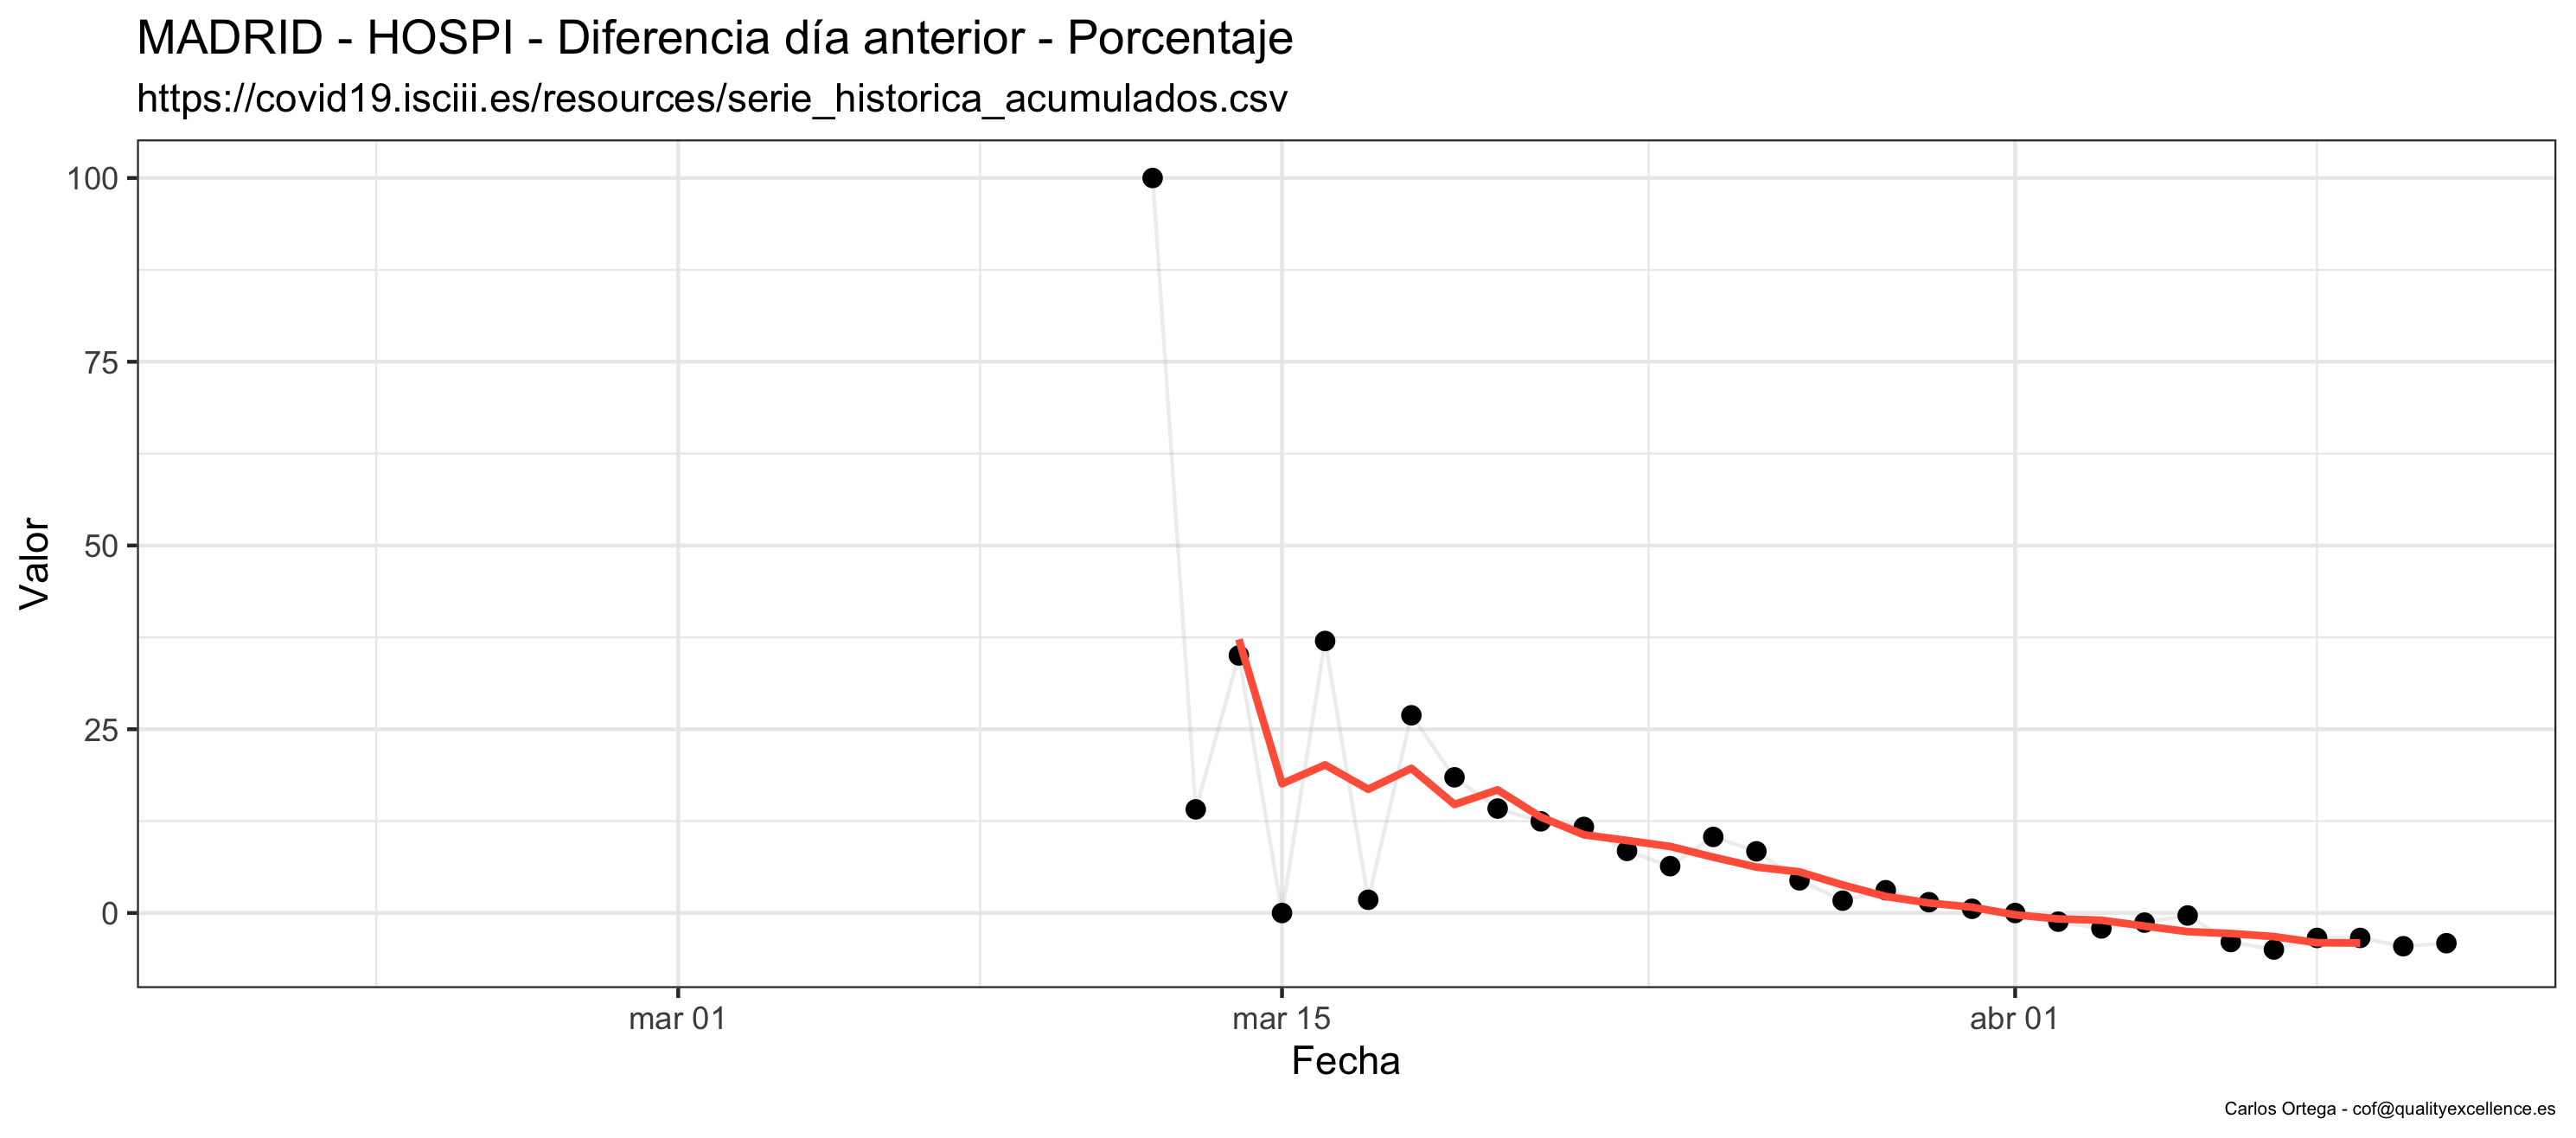 MADRID - HOSPI - Diferencia día anterior - Porcentaje
https://covid19.isciii.es/resources/serie_historica_acumulados.csv
100
75
50
25
0
Valor
mar 01
mar 15
abr 01
Fecha
Carlos Ortega - cof@qualityexcellence.es